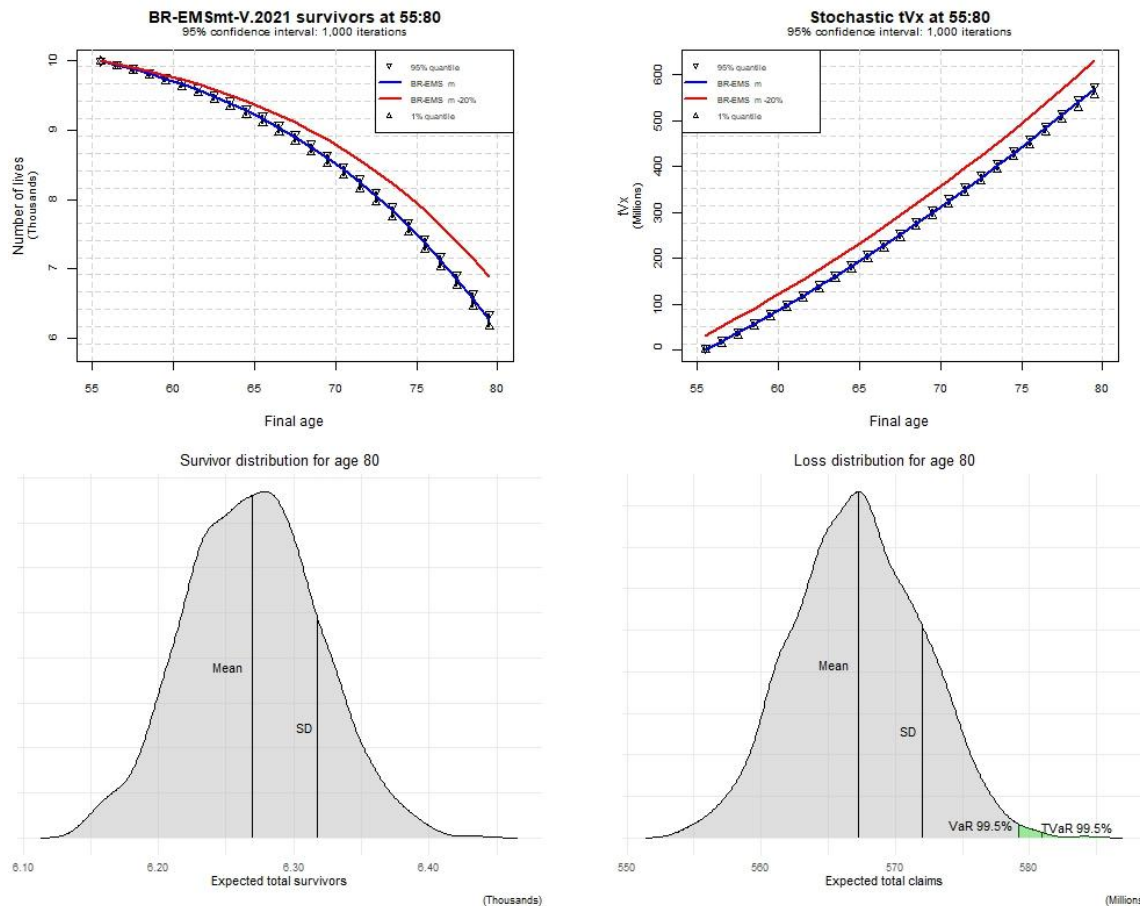 BR-EMSmt-V.2021 survivors at 55:80
95% confidence interval: 1,000 iterations
95% quantile
BR-EMS m
BR-EMS m -20%
1% quantile
10
9
8
7
6
Number of lives
(Thousands)
55 60 65 70 75 80
Final age
Stochastic tVx at 55:80
95% confidence interval: 1,000 iterations
95% quantile
BR-EMS m
BR-EMS m -20%
1% quantile
600
500
400
300
200
100
0
tVx
(Millions)
55 60 65 70 75 80
Final age
Survivor distribution for age 80
Mean
SD
6.10 6.20 6.30 6.40
Expected total survivors
(Thousands)
Loss distribution for age 80
Mean
SD
VaR 99.5% TVaR 99.5%
550 560 570 580
Expected total claims
(Millions